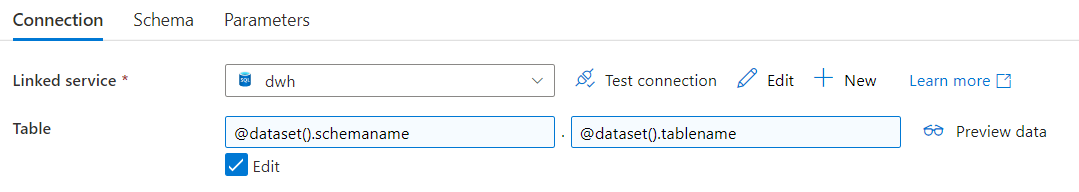 Connection Schema Parameters
Linked service * SQL dwh Test connection Edit New Learn more
Table @dataset().schemaname . @dataset().tablename Preview data
Edit